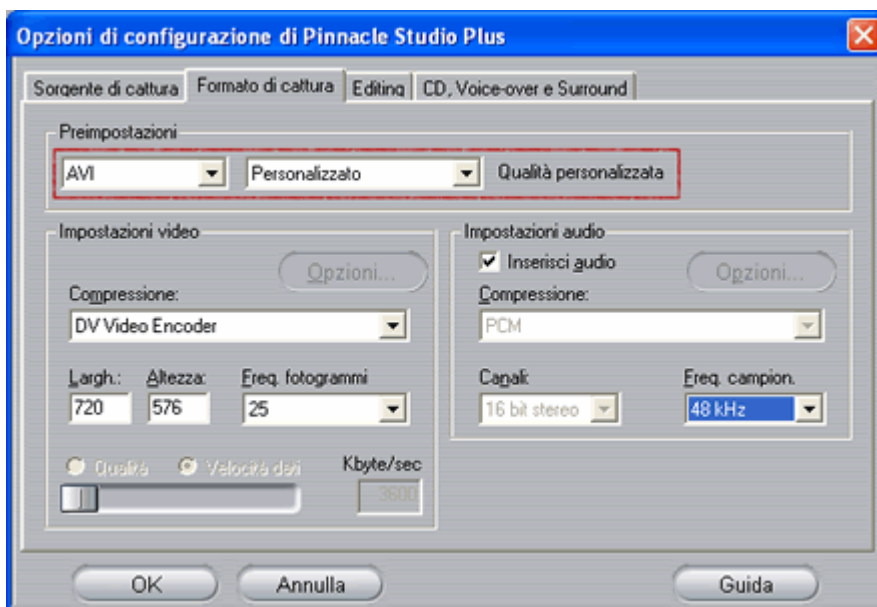 Opzioni di configurazione di Pinnacle Studio Plus
Sorgente di cattura Formato di cattura Editing CD, Voice-over e Surround
Preimpostazioni
AVI Personalizzato Qualità personalizzata
Impostazioni video
Opzioni...
Compressione:
DV Video Encoder
Largh.: Altezza: Freq. fotogrammi
720 576 25
Qualità Velocità dati Kbyte/sec
3600
Impostazioni audio
Inserisci audio Opzioni...
Compressione:
PCM
Canali: Freq. campion.
16 bit stereo 48 kHz
OK Annulla Guida